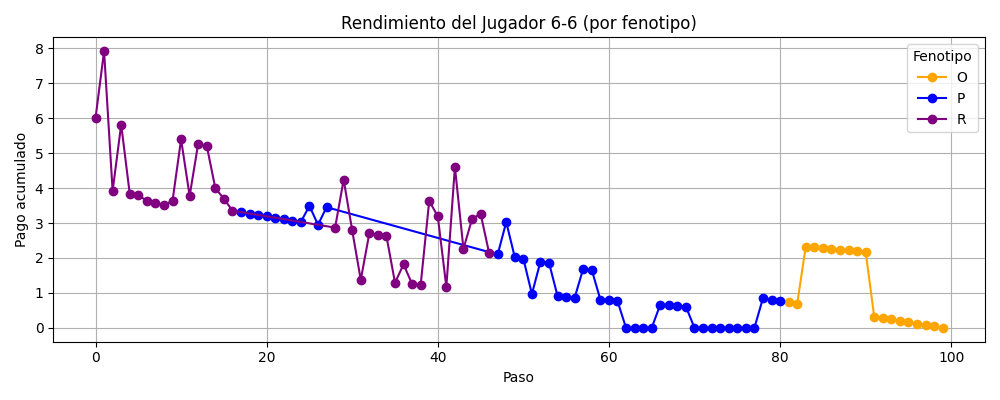 Rendimiento del Jugador 6-6 (por fenotipo)
Pago acumulado
8
7
6
5
4
3
2
1
0
0 20 40 60 80 100
Paso
Fenotipo
O
P
R